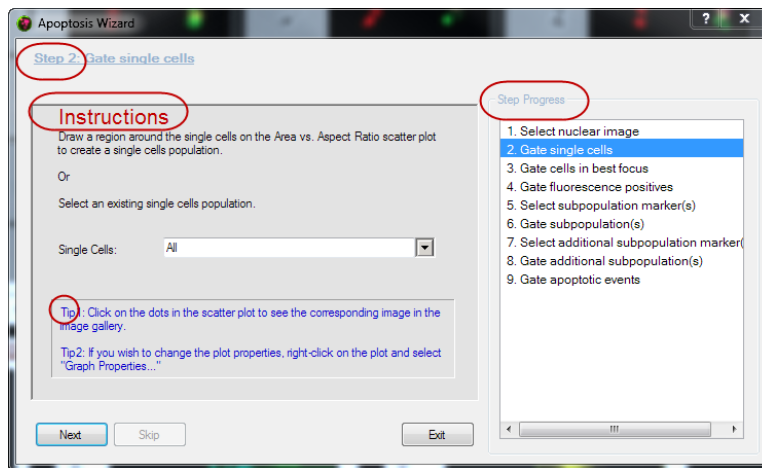 Apoptosis Wizard
Step 2: Gate single cells
Instructions
Draw a region around the single cells on the Area vs. Aspect Ratio scatter plot
to create a single cells population.
Or
Select an existing single cells population.
Single Cells:
All
Tip1: Click on the dots in the scatter plot to see the corresponding image in the
image gallery.
Tip2: If you wish to change the plot properties, right-click on the plot and select
"Graph Properties..."
Next
Skip
Exit
Step Progress
1. Select nuclear image
2. Gate single cells
3. Gate cells in best focus
4. Gate fluorescence positives
5. Select subpopulation marker(s)
6. Gate subpopulation(s)
7. Select additional subpopulation marker(
8. Gate additional subpopulation(s)
9. Gate apoptotic events